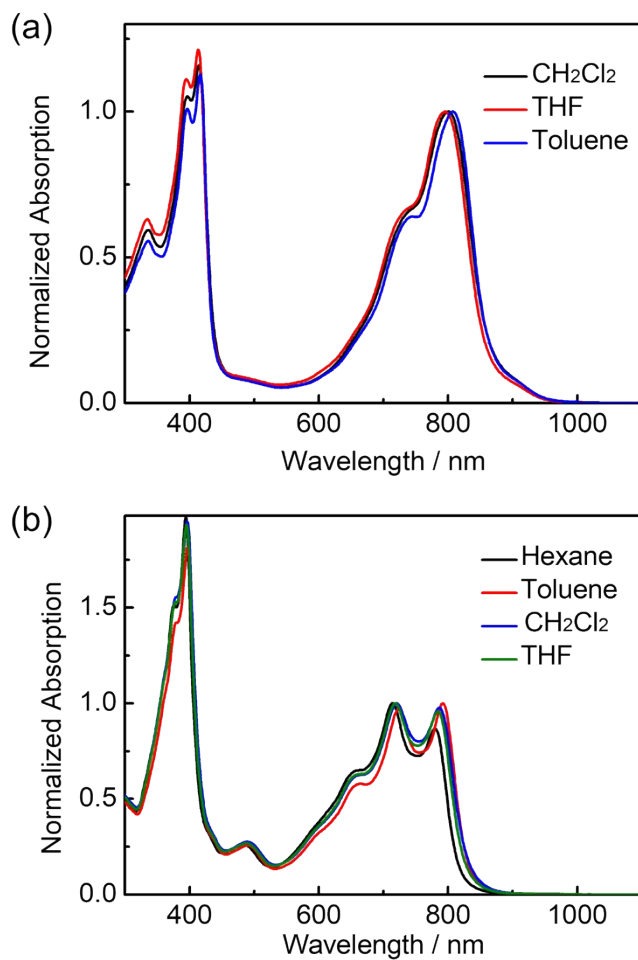 (a)
CH2Cl2
THF
Toluene
1.0
0.5
0.0
Normalized Absorption
400
600
800
1000
Wavelength / nm
(b)
Hexane
Toluene
CH2Cl2
THF
1.5
1.0
0.5
0.0
Normalized Absorption
400
600
800
1000
Wavelength / nm